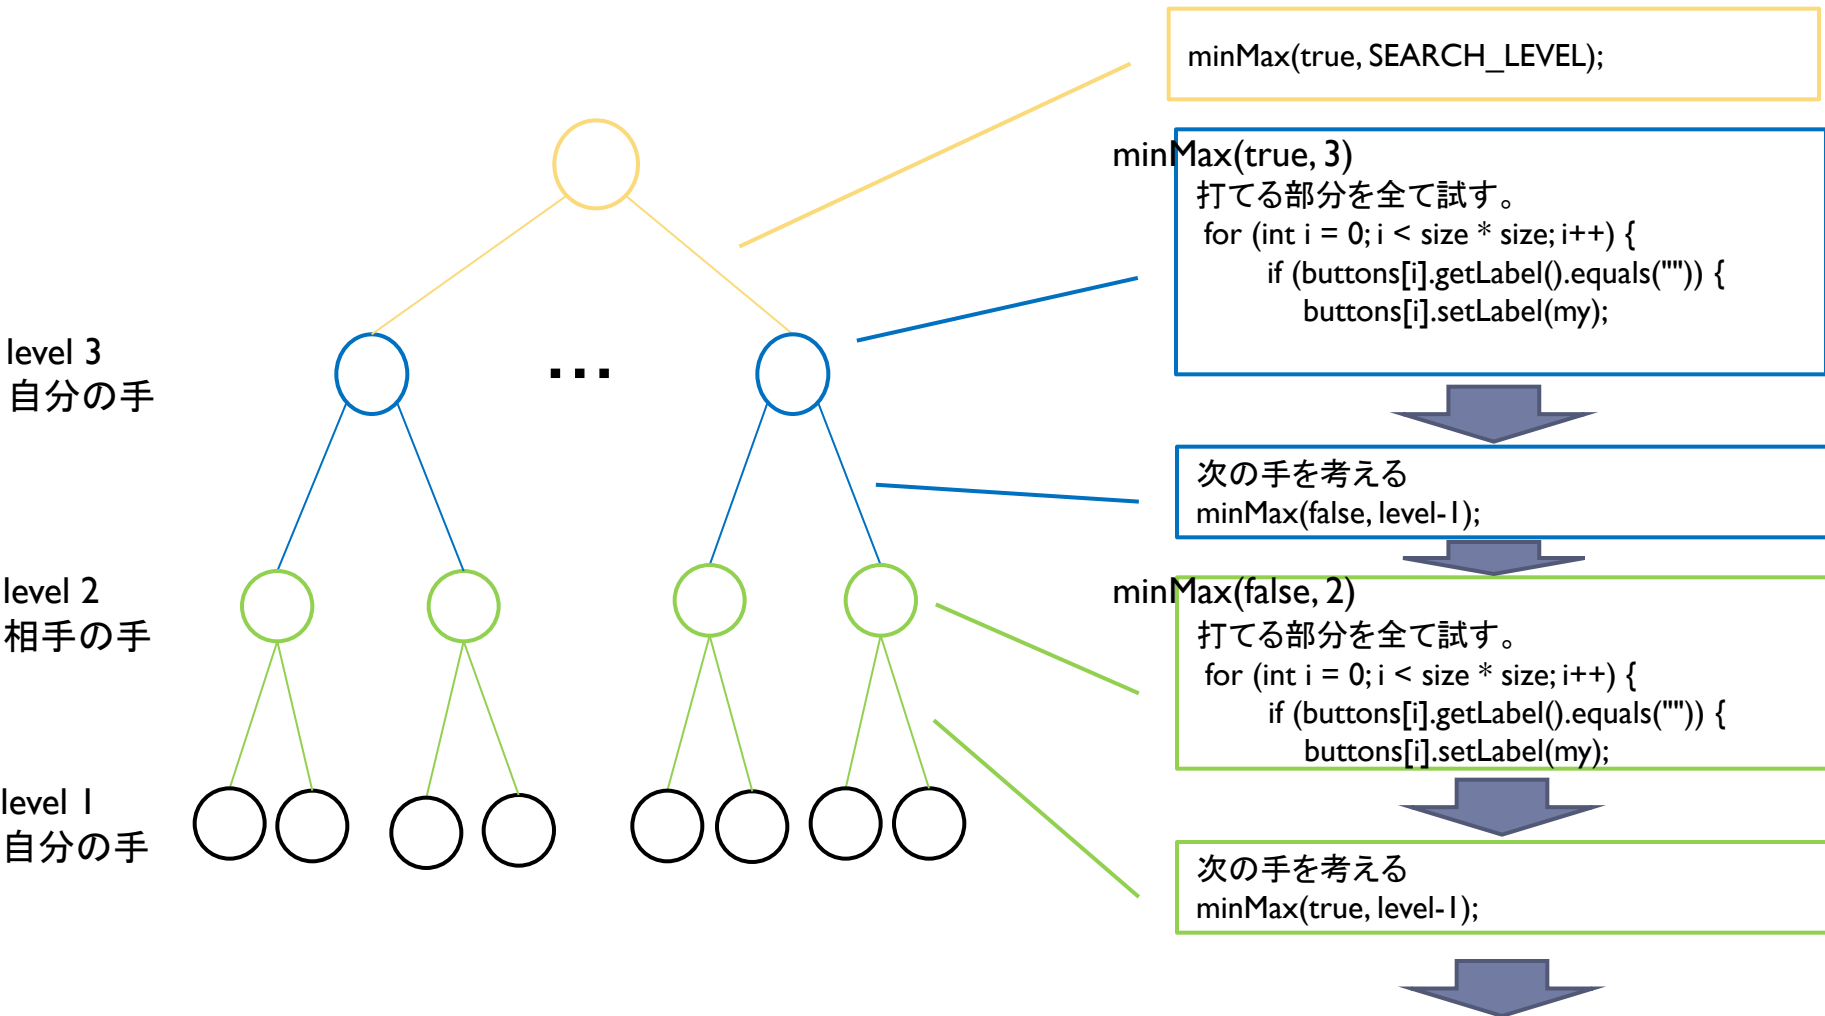 minMax(true, SEARCH_LEVEL);
minMax(true, 3)
打てる部分を全て試す。
for (int i = 0; i < size * size; i++) {
if (buttons[i].getLabel().equals("")) {
buttons[i].setLabel(my);
level 3
自分の手
...
次の手を考える
minMax(false, level-1);
level 2
相手の手
minMax(false, 2)
打てる部分を全て試す。
for (int i = 0; i < size * size; i++) {
if (buttons[i].getLabel().equals("")) {
buttons[i].setLabel(my);
level 1
自分の手
次の手を考える
minMax(true, level-1);